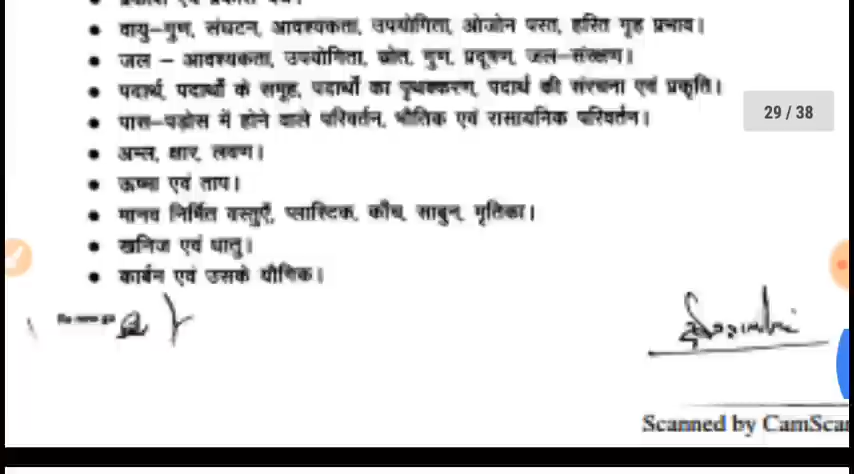 • वायु-गुण, संघटन, आवश्यकता, उपयोगिता, ओजोन परत, हरित गृह प्रभाव।
• जल - आवश्यकता, उपयोगिता, स्रोत, गुण, प्रदूषण, जल-संरक्षण।
• पदार्थ, पदार्थों के समूह, पदार्थों का पृथक्करण, पदार्थ की संरचना एवं प्रकृति।
• पास-पड़ोस में होने वाले परिवर्तन, भौतिक एवं रासायनिक परिवर्तन।
29 / 38
• अम्ल, क्षार, लवण।
• ऊष्मा एवं ताप।
• मानव निर्मित वस्तुएँ, प्लास्टिक, काँच, साबुन, मृतिका।
• खनिज एवं धातु।
• कार्बन एवं उसके यौगिक।
Scanned by CamScan